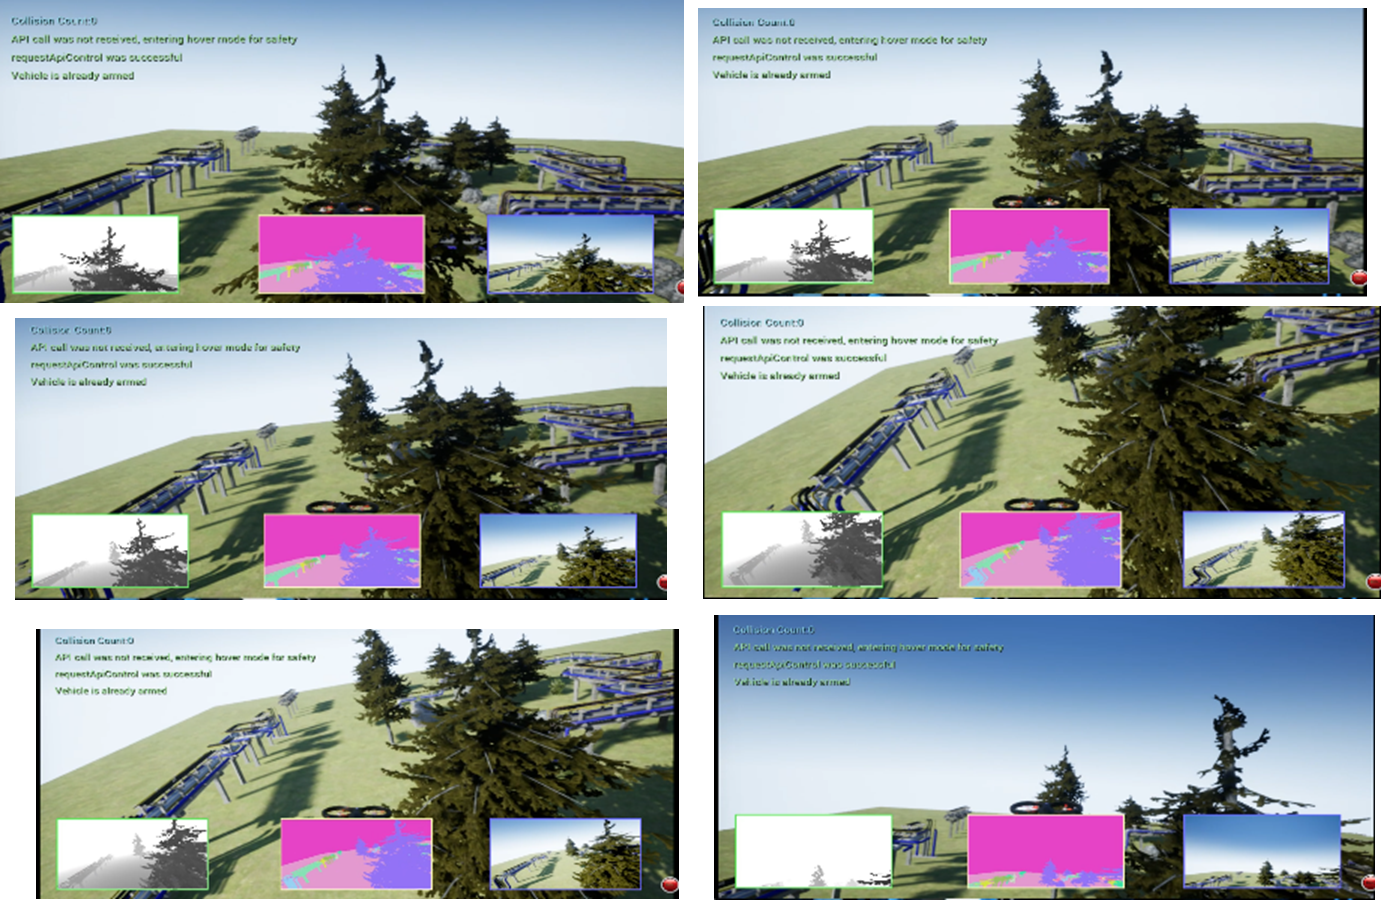 Collision Count:0
API call was not received, entering hover mode for safety
requestApiControl was successful
Vehicle is already armed
Collision Count:0
API call was not received, entering hover mode for safety
requestApiControl was successful
Vehicle is already armed
Collision Count:0
API call was not received, entering hover mode for safety
requestApiControl was successful
Vehicle is already armed
Collision Count:0
API call was not received, entering hover mode for safety
requestApiControl was successful
Vehicle is already armed
Collision Count:0
API call was not received, entering hover mode for safety
requestApiControl was successful
Vehicle is already armed
Collision Count:0
API call was not received, entering hover mode for safety
requestApiControl was successful
Vehicle is already armed